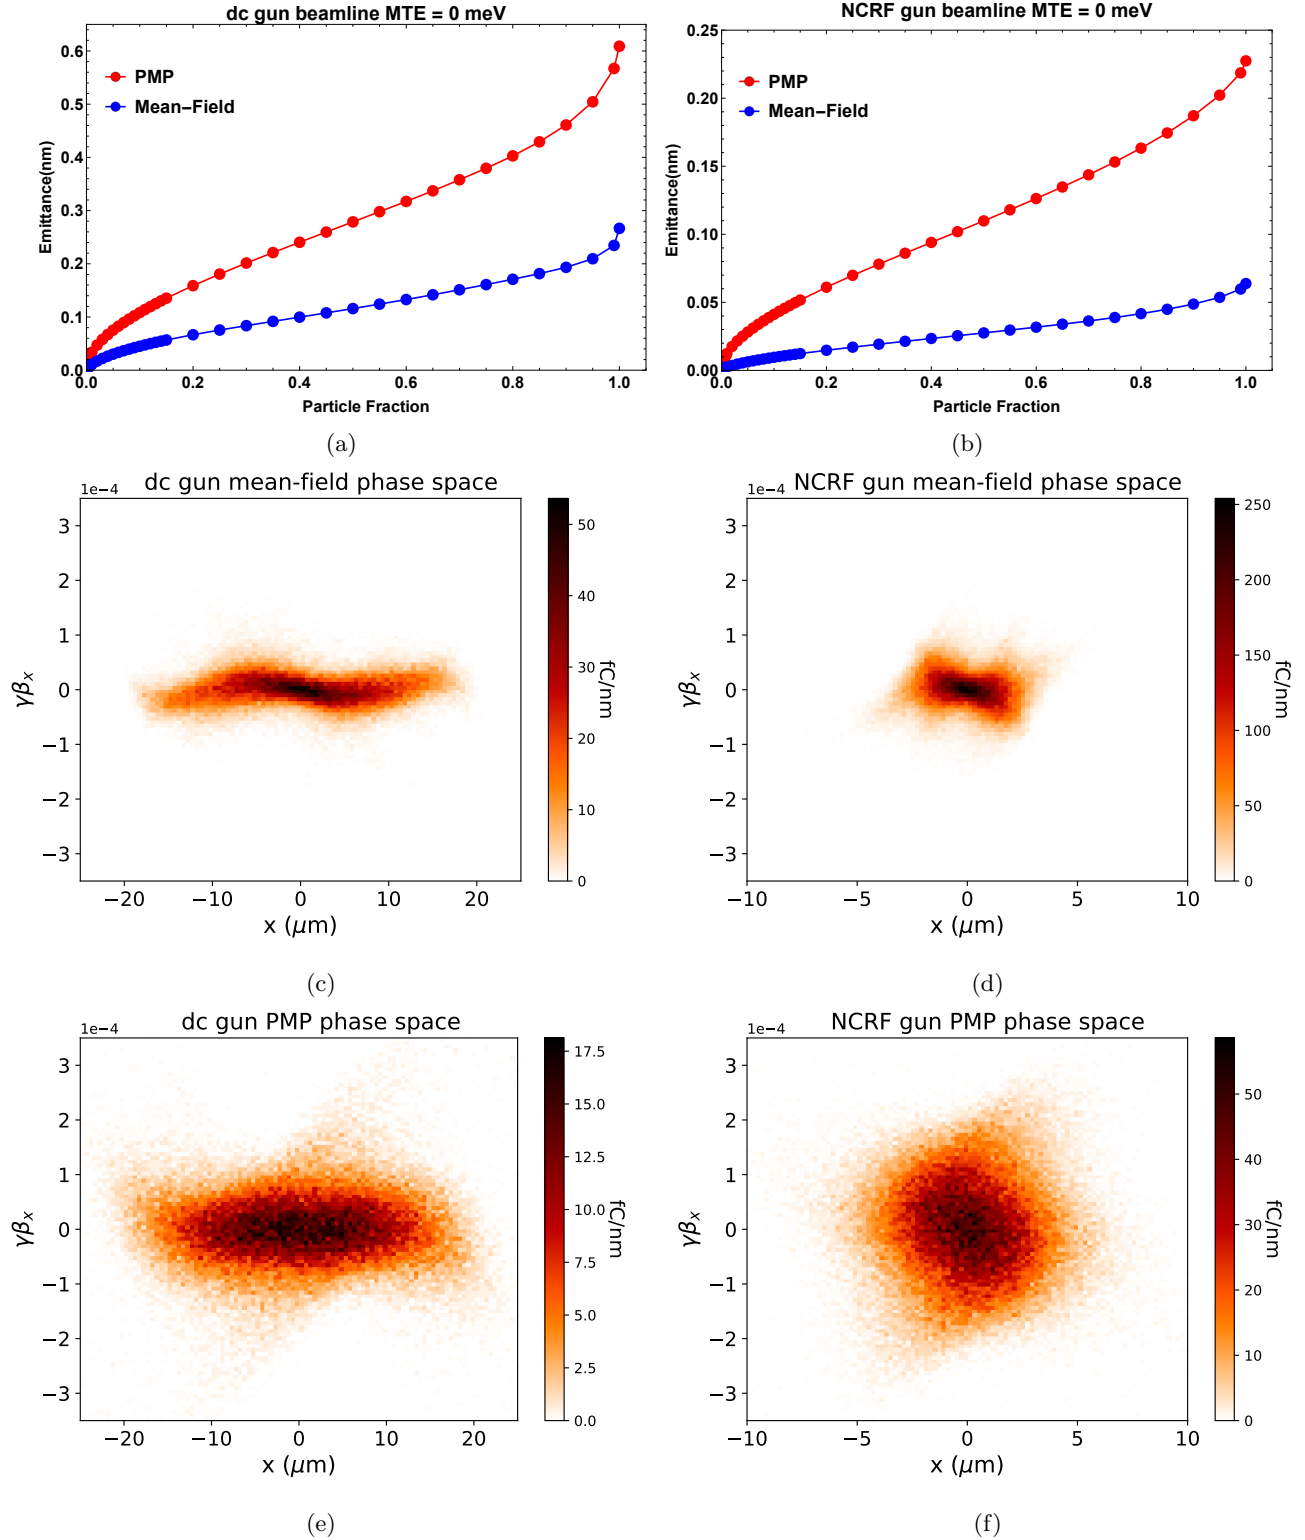 dc gun beamline MTE = 0 meV
Emittance(nm)
0.6
0.5
0.4
0.3
0.2
0.1
0.0
PMP
Mean-Field
0.0 0.2 0.4 0.6 0.8 1.0
Particle Fraction
(a)
NCRF gun beamline MTE = 0 meV
Emittance(nm)
0.25
0.20
0.15
0.10
0.05
0.00
PMP
Mean-Field
0.0 0.2 0.4 0.6 0.8 1.0
Particle Fraction
(b)
dc gun mean-field phase space
1e−4
γβx
3
2
1
0
−1
−2
−3
−20 −10 0 10 20
x (μm)
50
40
30
20
10
0
fC/nm
(c)
NCRF gun mean-field phase space
1e−4
γβx
3
2
1
0
−1
−2
−3
−10 −5 0 5 10
x (μm)
250
200
150
100
50
0
fC/nm
(d)
dc gun PMP phase space
1e−4
γβx
3
2
1
0
−1
−2
−3
−20 −10 0 10 20
x (μm)
17.5
15.0
12.5
10.0
7.5
5.0
2.5
0.0
fC/nm
(e)
NCRF gun PMP phase space
1e−4
γβx
3
2
1
0
−1
−2
−3
−10 −5 0 5 10
x (μm)
50
40
30
20
10
0
fC/nm
(f)